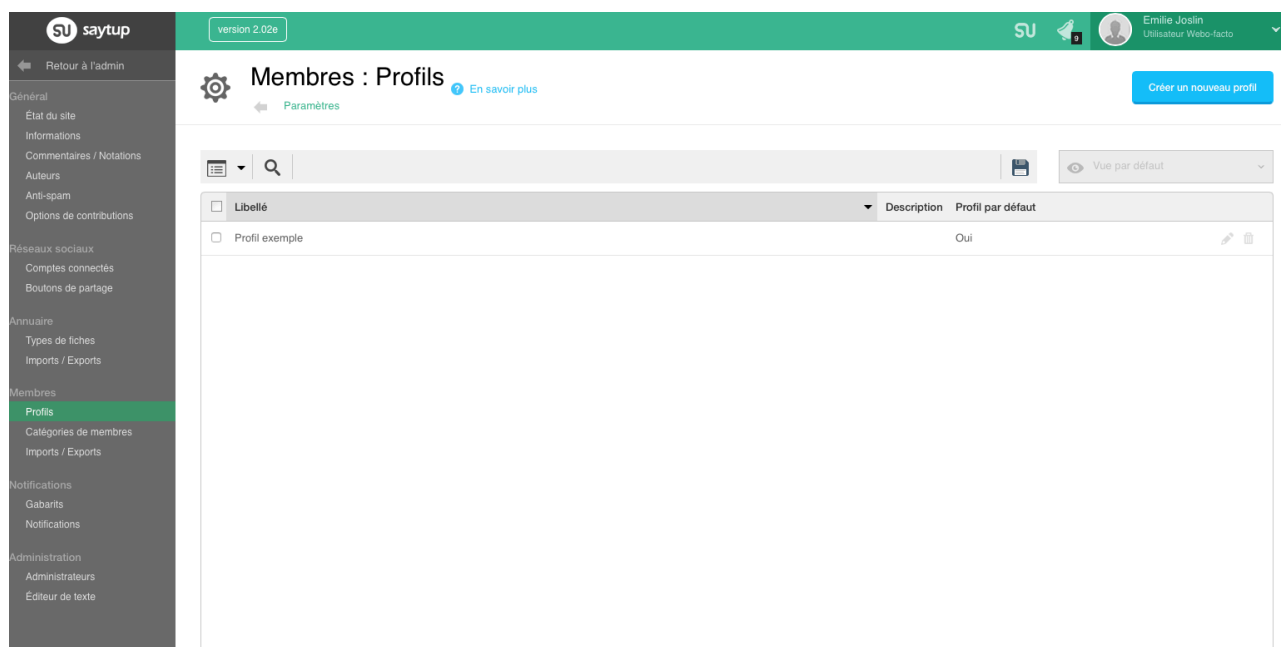 SU saytup
version 2.02e
SU
9
Emilie Joslin
Utilisateur Webo-facto
Retour à l'admin
Général
État du site
Informations
Commentaires / Notations
Auteurs
Anti-spam
Options de contributions
Réseaux sociaux
Comptes connectés
Boutons de partage
Annuaire
Types de fiches
Imports / Exports
Membres
Profils
Catégories de membres
Imports / Exports
Notifications
Gabarits
Notifications
Administration
Administrateurs
Éditeur de texte
Membres : Profils
? En savoir plus
Paramètres
Créer un nouveau profil
Vue par défaut
Libellé Description Profil par défaut
Profil exemple Oui